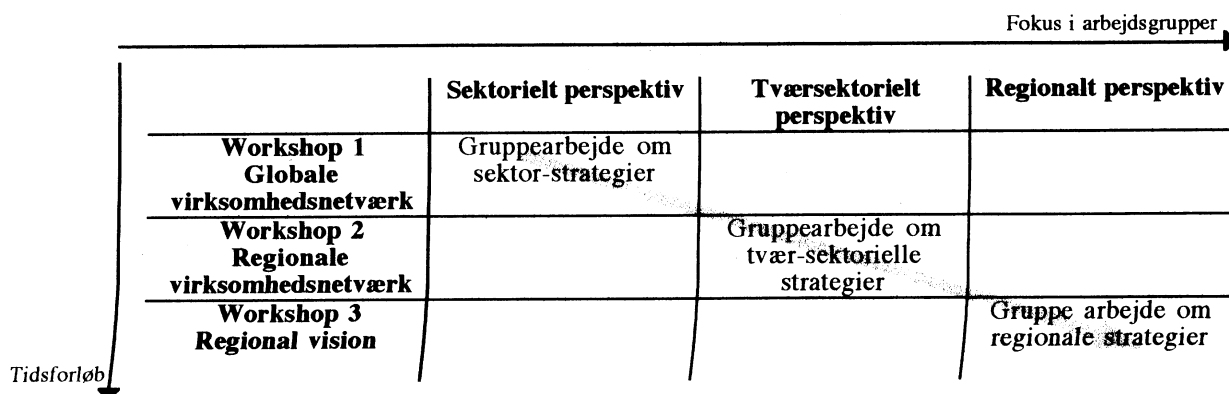 Fokus i arbejdsgrupper
Sektorielt perspektiv
Tværsektorielt
perspektiv
Regionalt perspektiv
Workshop 1
Globale
virksomhedsnetværk
Gruppearbejde om
sektor-strategier
Workshop 2
Regionale
virksomhedsnetværk
Gruppearbejde om
tvær-sektorielle
strategier
Workshop 3
Regional vision
Gruppe arbejde om
regionale strategier
Tidsforløb